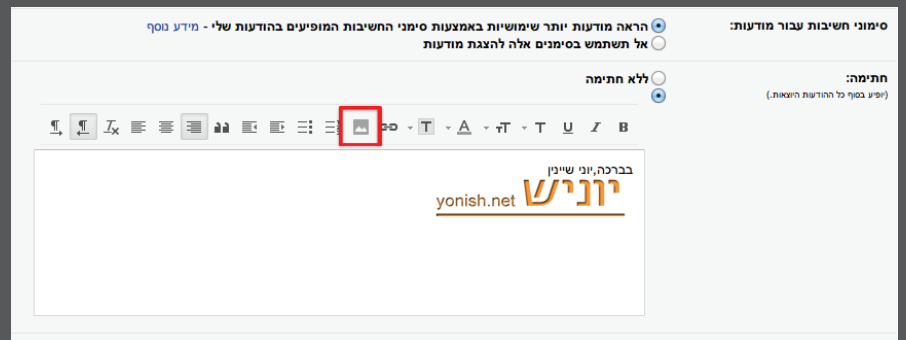 סימוני חשיבות עבור מודעות:
הראה מודעות יותר שימושיות באמצעות סימני החשיבות המופיעים בהודעות שלי - מידע נוסף
אל תשתמש בסימנים אלה להצגת מודעות
חתימה:
(יופיע בסוף כל ההודעות היוצאות.)
ללא חתימה
B I U T тT A T
בברכה,יוני שיינין
יוניש yonish.net